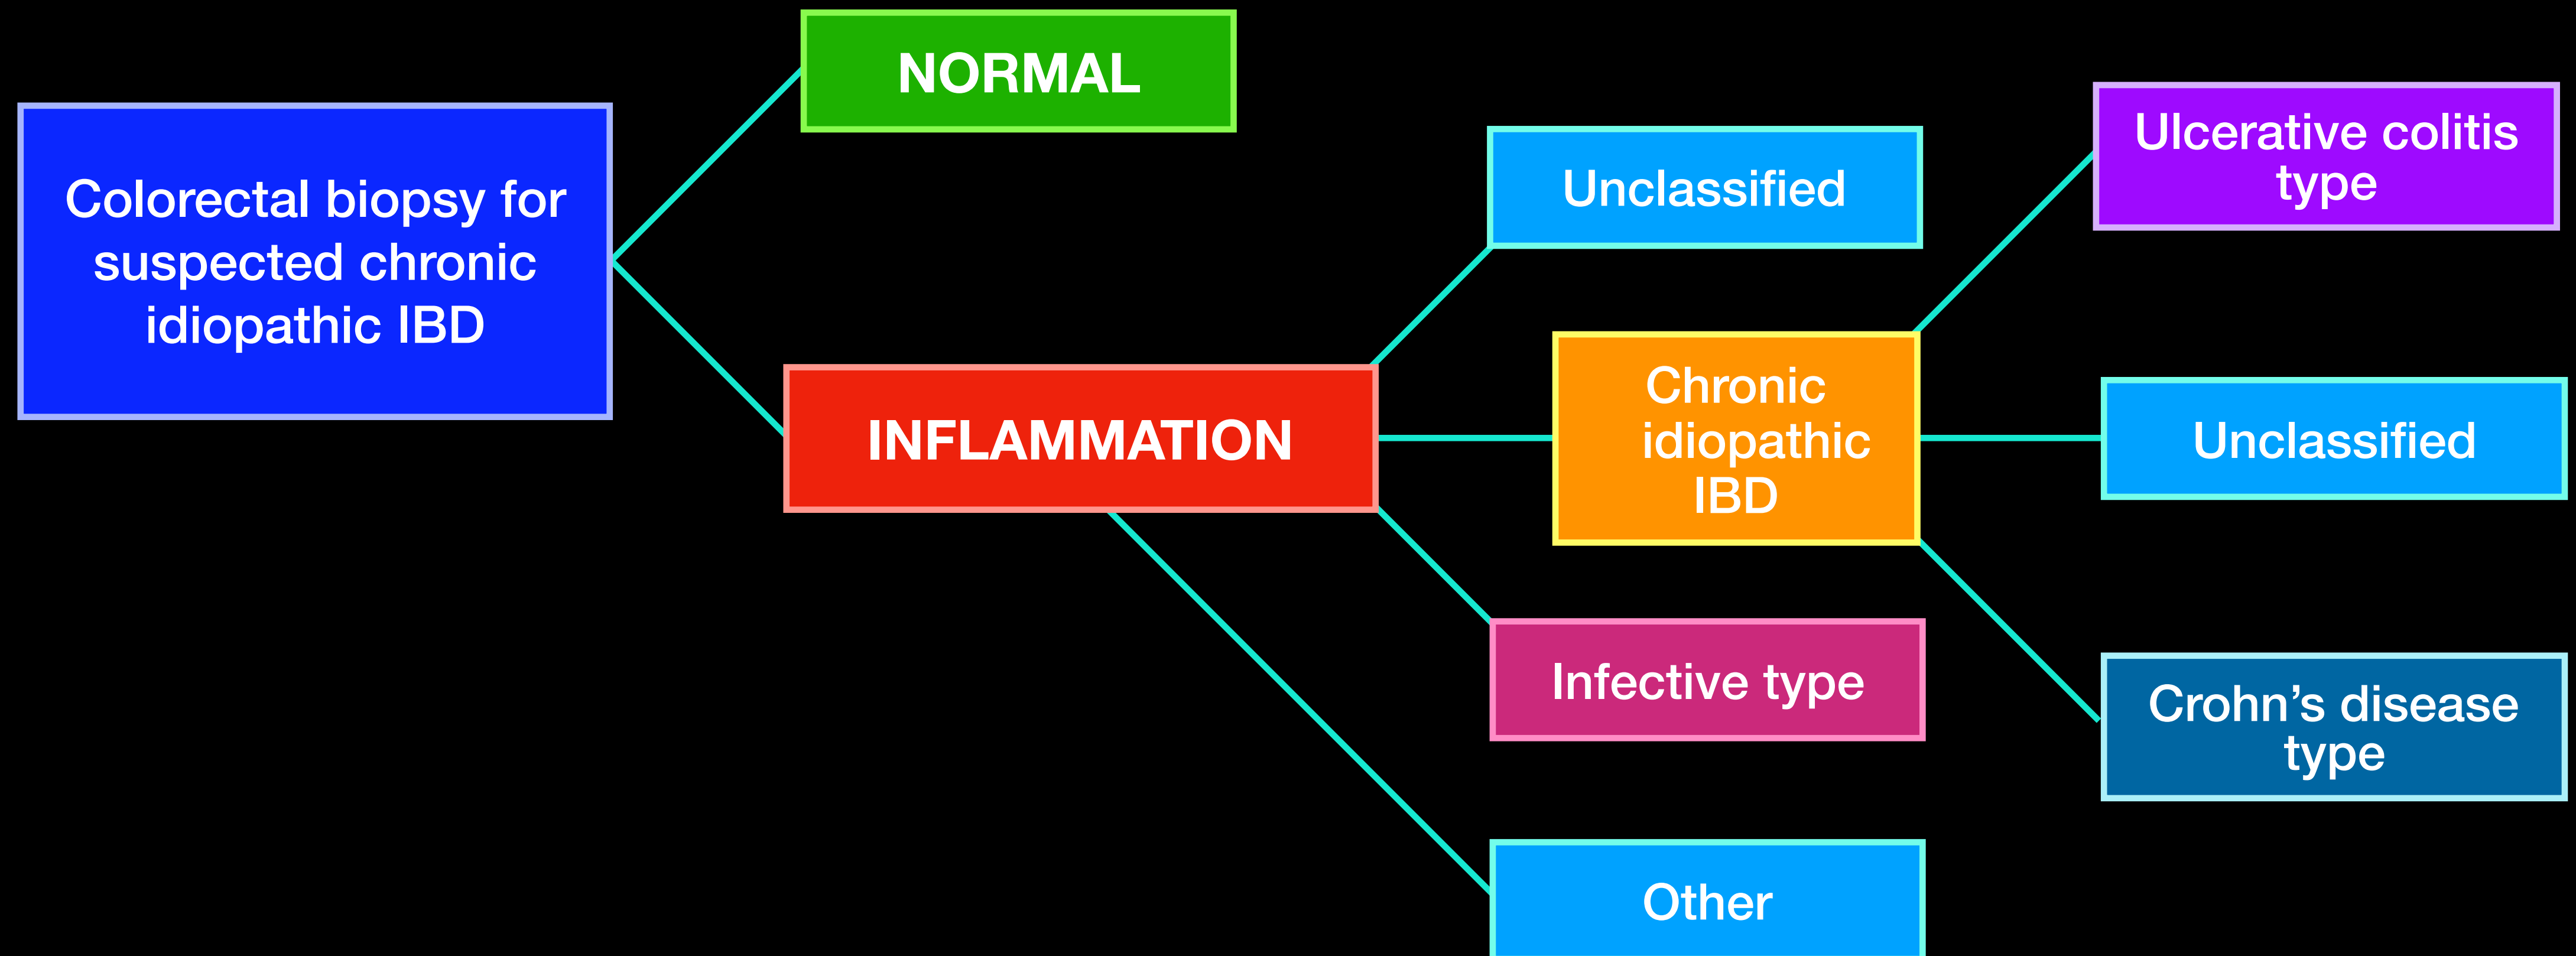 Colorectal biopsy for
suspected chronic
idiopathic IBD
NORMAL
INFLAMMATION
Unclassified
Chronic
idiopathic
IBD
Infective type
Other
Ulcerative colitis
type
Unclassified
Crohn’s disease
type